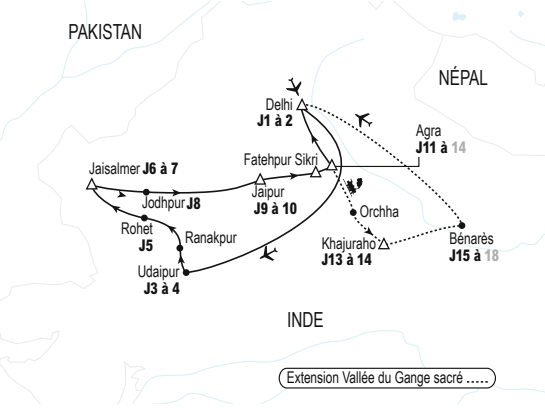 PAKISTAN
NÉPAL
Delhi
J1 à 2
Agra
J11 à 14
Jaisalmer J6 à 7
Fatehpur Sikri
Jodhpur J8
Jaipur
J9 à 10
Rohet
J5
Ranakpur
Orchha
Khajuraho
J13 à 14
Bénarès
J15 à 18
Udaipur
J3 à 4
INDE
Extension Vallée du Gange sacré .....